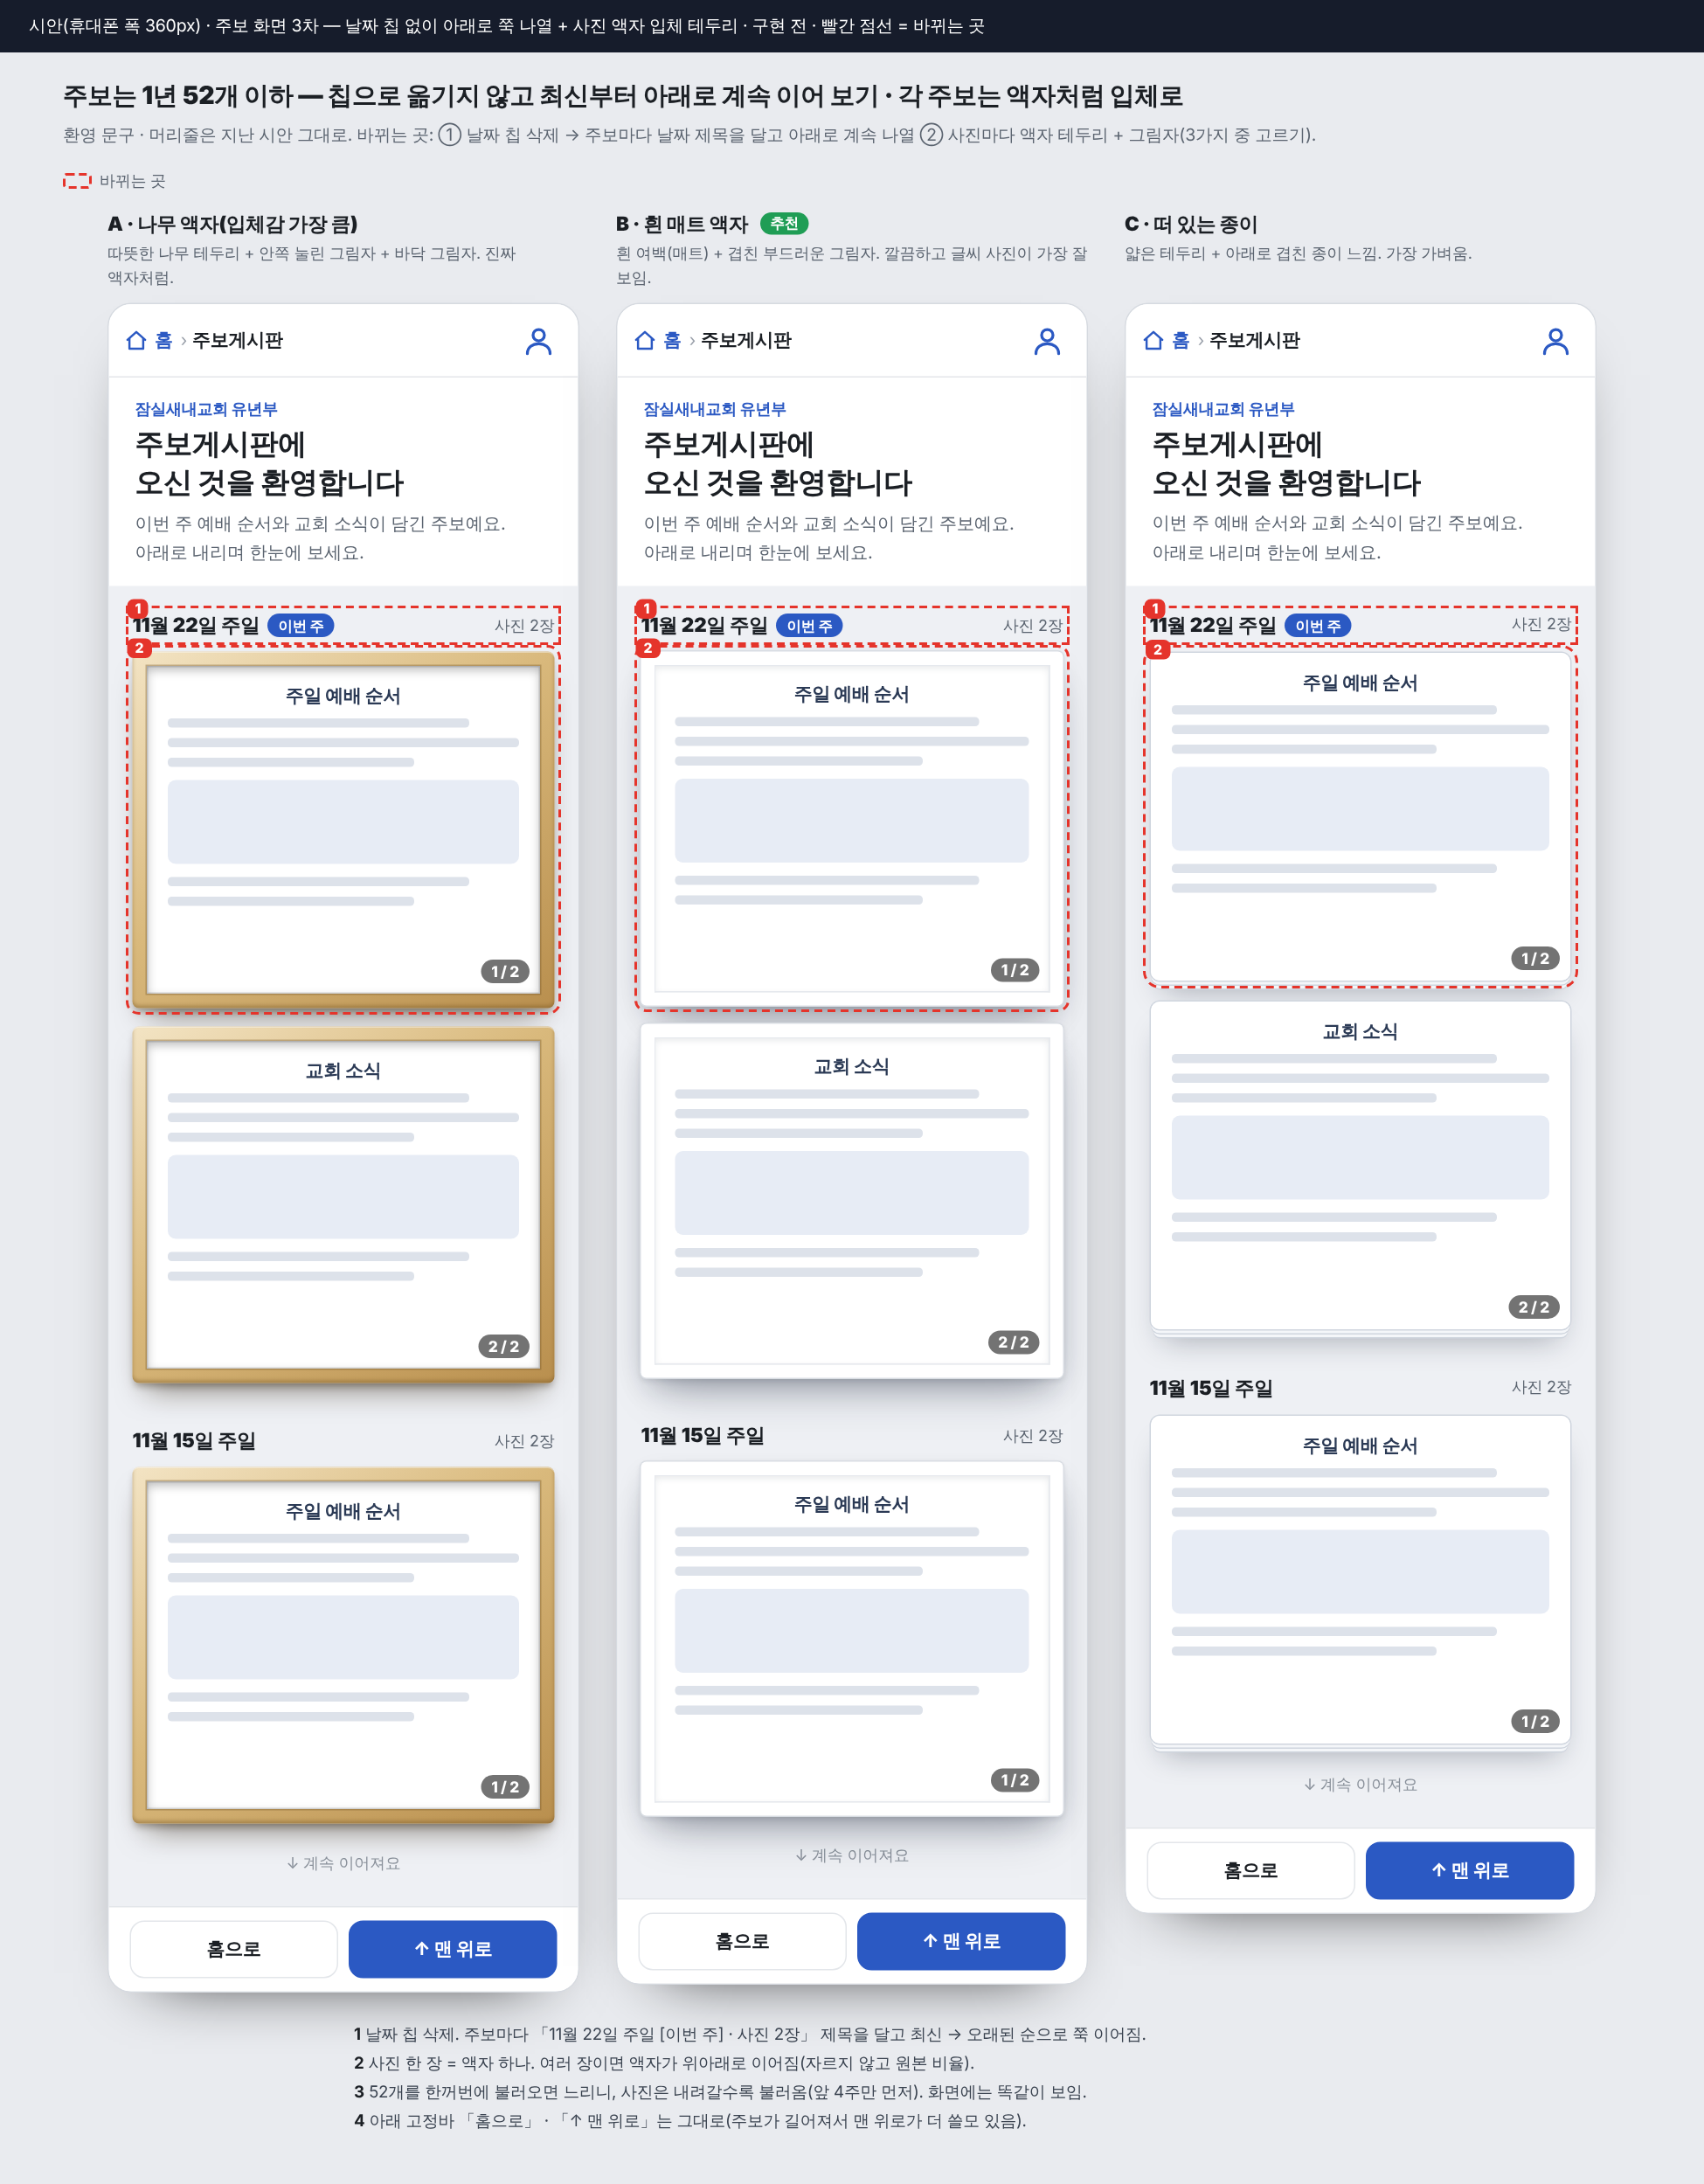 시안(휴대폰 폭 360px) · 주보 화면 3차 — 날짜 칩 없이 아래로 쭉 나열 + 사진 액자 입체 테두리 · 구현 전 · 빨간 점선 = 바뀌는 곳
주보는 1년 52개 이하 — 칩으로 옮기지 않고 최신부터 아래로 계속 이어 보기 · 각 주보는 액자처럼 입체로
환영 문구 · 머리줄은 지난 시안 그대로. 바뀌는 곳: ① 날짜 칩 삭제 → 주보마다 날짜 제목을 달고 아래로 계속 나열 ② 사진마다 액자 테두리 + 그림자(3가지 중 고르기).
바뀌는 곳
A · 나무 액자(입체감 가장 큼)
따뜻한 나무 테두리 + 안쪽 눌린 그림자 + 바닥 그림자. 진짜
액자처럼.
홈 › 주보게시판
잠실새내교회 유년부
주보게시판에
오신 것을 환영합니다
이번 주 예배 순서와 교회 소식이 담긴 주보예요.
아래로 내리며 한눈에 보세요.
1
11월 22일 주일 이번 주 사진 2장
2
주일 예배 순서
1 / 2
교회 소식
2 / 2
11월 15일 주일 사진 2장
주일 예배 순서
1 / 2
↓ 계속 이어져요
홈으로 ↑ 맨 위로
B · 흰 매트 액자 추천
흰 여백(매트) + 겹친 부드러운 그림자. 깔끔하고 글씨 사진이 가장 잘
보임.
홈 › 주보게시판
잠실새내교회 유년부
주보게시판에
오신 것을 환영합니다
이번 주 예배 순서와 교회 소식이 담긴 주보예요.
아래로 내리며 한눈에 보세요.
1
11월 22일 주일 이번 주 사진 2장
2
주일 예배 순서
1 / 2
교회 소식
2 / 2
11월 15일 주일 사진 2장
주일 예배 순서
1 / 2
↓ 계속 이어져요
홈으로 ↑ 맨 위로
C · 떠 있는 종이
얇은 테두리 + 아래로 겹친 종이 느낌. 가장 가벼움.
홈 › 주보게시판
잠실새내교회 유년부
주보게시판에
오신 것을 환영합니다
이번 주 예배 순서와 교회 소식이 담긴 주보예요.
아래로 내리며 한눈에 보세요.
1
11월 22일 주일 이번 주 사진 2장
2
주일 예배 순서
1 / 2
교회 소식
2 / 2
11월 15일 주일 사진 2장
주일 예배 순서
1 / 2
↓ 계속 이어져요
홈으로 ↑ 맨 위로
1 날짜 칩 삭제. 주보마다 「11월 22일 주일 [이번 주] · 사진 2장」 제목을 달고 최신 → 오래된 순으로 쭉 이어짐.
2 사진 한 장 = 액자 하나. 여러 장이면 액자가 위아래로 이어짐(자르지 않고 원본 비율).
3 52개를 한꺼번에 불러오면 느리니, 사진은 내려갈수록 불러옴(앞 4주만 먼저). 화면에는 똑같이 보임.
4 아래 고정바 「홈으로」 · 「↑ 맨 위로」는 그대로(주보가 길어져서 맨 위로가 더 쓸모 있음).